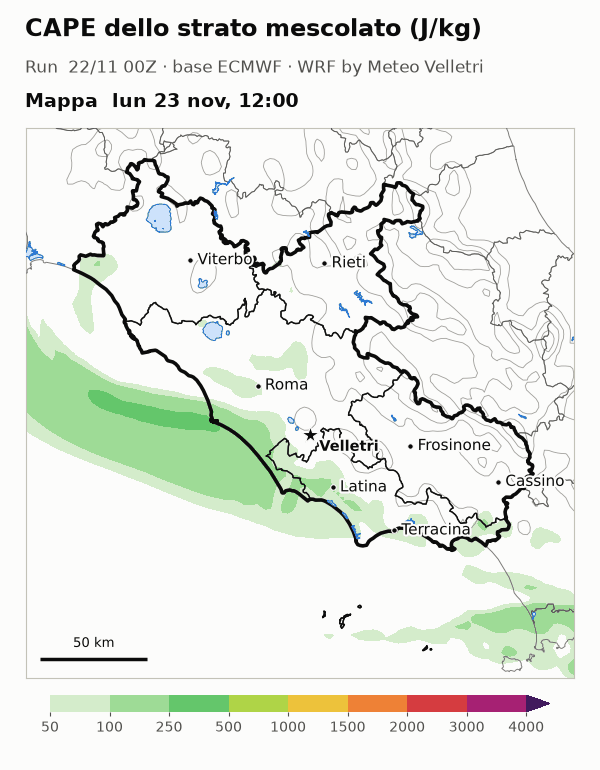 CAPE dello strato mescolato (J/kg)
Run  22/11 00Z · base ECMWF · WRF by Meteo Velletri
Mappa  lun 23 nov, 12:00
Viterbo
Rieti
Roma
Velletri
Frosinone
Cassino
Latina
Terracina
50 km
50 100 250 500 1000 1500 2000 3000 4000